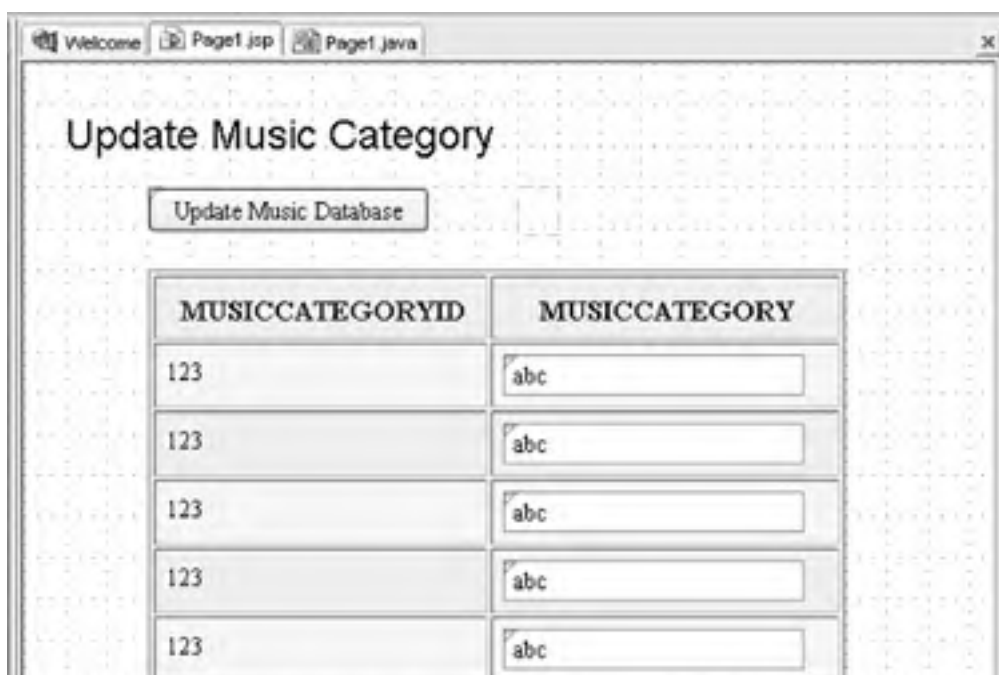 Welcome Page1.jsp Page1.java
Update Music Category
Update Music Database
MUSICCATEGORYID MUSICCATEGORY
123 abc
123 abc
123 abc
123 abc
123 abc